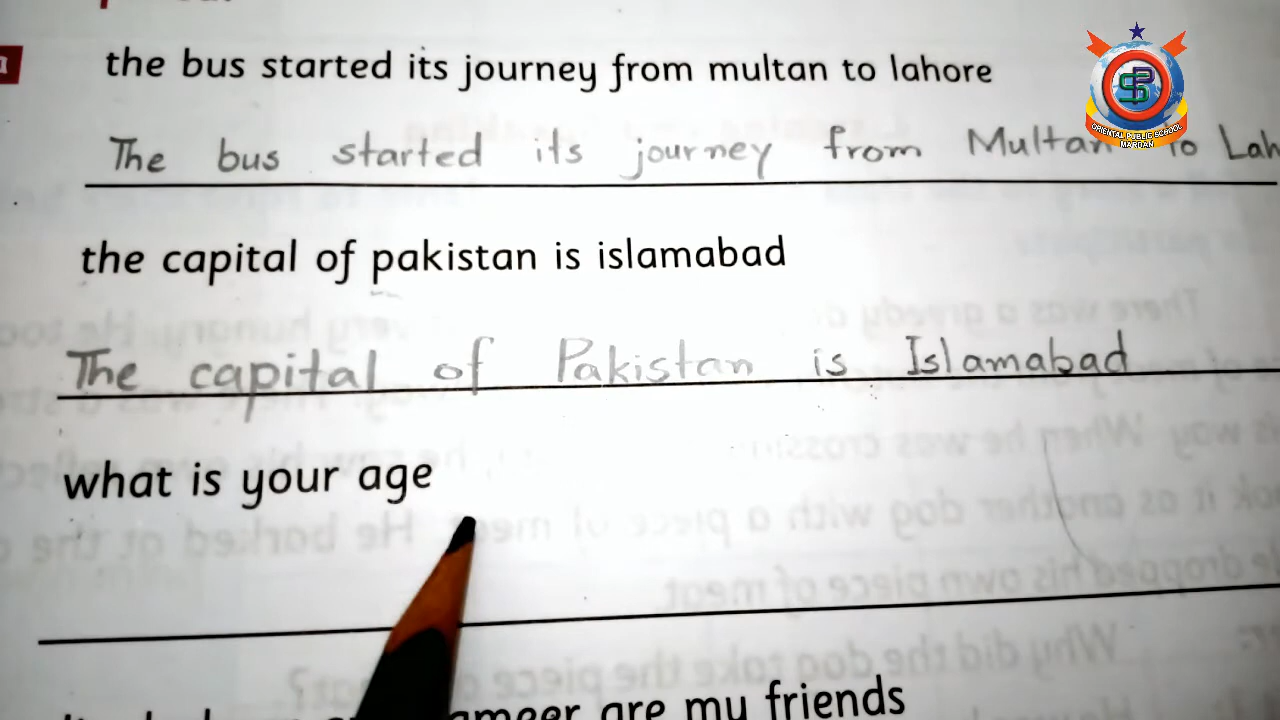 the bus started its journey from multan to lahore
The bus started its journey from Multan to Lah
ORIENTAL PUBLIC SCHOOL
MARDAN
the capital of pakistan is islamabad
The capital of Pakistan is Islamabad
what is your age
are my friends